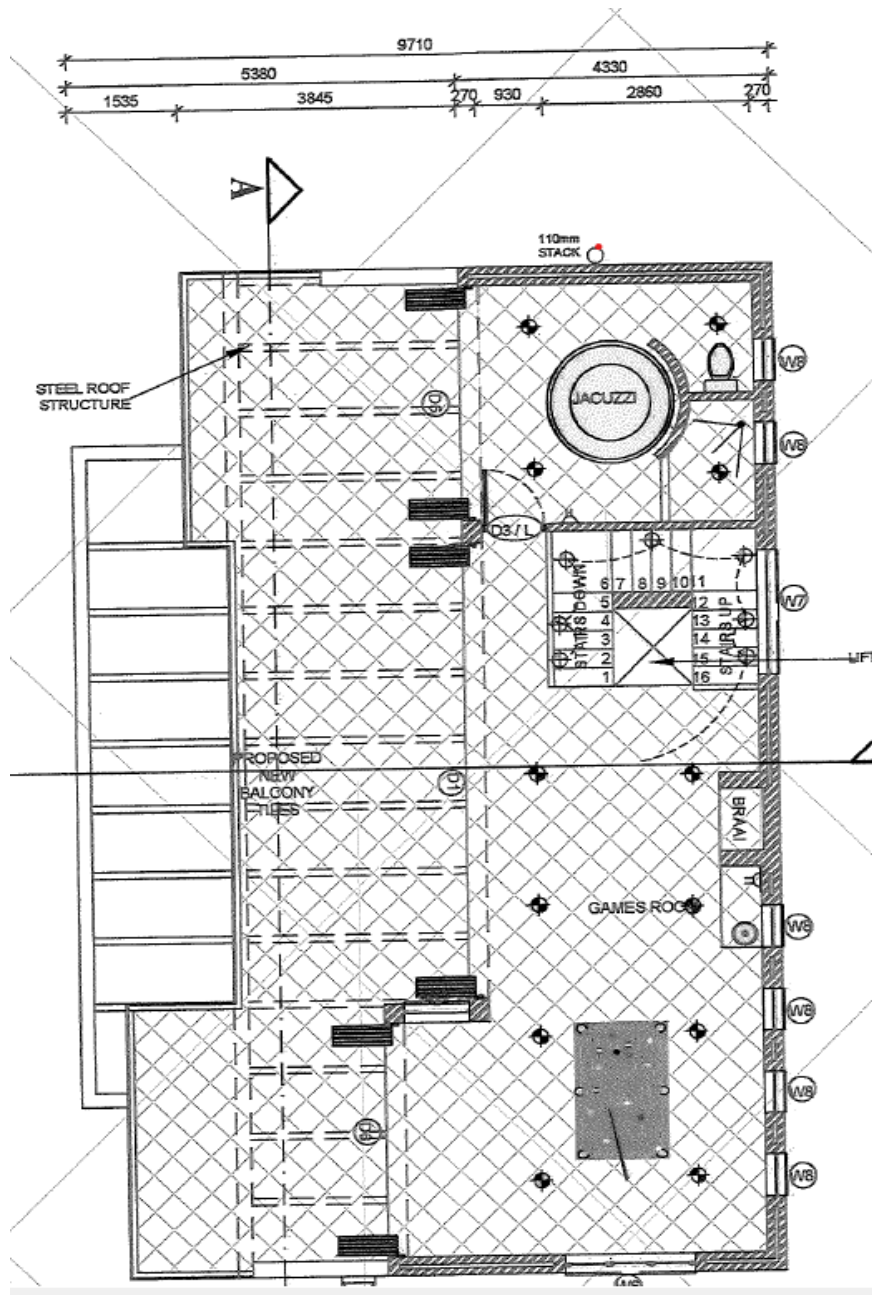 9710
5380 4330
1535 3845 270 930 2860 270
A
110mm
STACK
STEEL ROOF
STRUCTURE
W8
JACUZZI
D6
W8
D3 / L
STAIRS DOWN
6 7 8 9 10 11
5 12
4 13
3 14
2 15
1 16
STAIRS UP
W7
LIFT
PROPOSED
NEW
BALCONY
TILES
D1
BRAAI
GAMES ROOM
W8
W8
W8
W8